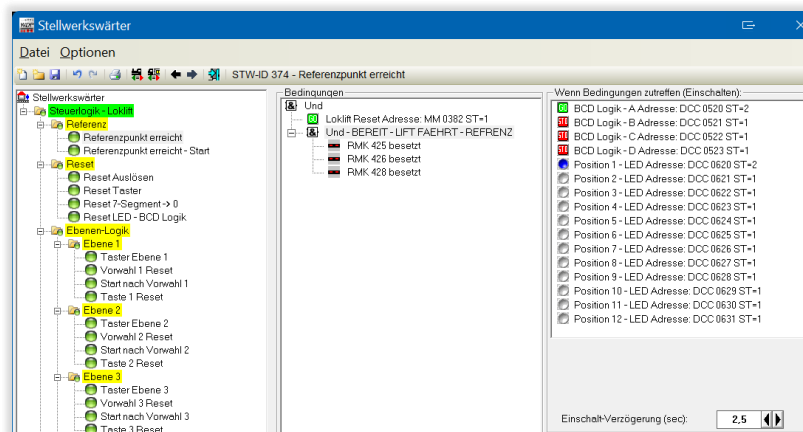 Stellwerkswärter
Datei Optionen
STW-ID 374 - Referenzpunkt erreicht
Stellwerkswärter
Steuerlogik - Loklift
Referenz
Referenzpunkt erreicht
Referenzpunkt erreicht - Start
Reset
Reset Auslösen
Reset Taster
Reset 7-Segment -> 0
Reset LED - BCD Logik
Ebenen-Logik
Ebene 1
Taster Ebene 1
Vorwahl 1 Reset
Start nach Vorwahl 1
Taste 1 Reset
Ebene 2
Taster Ebene 2
Vorwahl 2 Reset
Start nach Vorwahl 2
Taste 2 Reset
Ebene 3
Taster Ebene 3
Vorwahl 3 Reset
Start nach Vorwahl 3
Taste 3 Reset
Bedingungen
& Und
GO Loklift Reset Adresse: MM 0382 ST=1
& Und - BEREIT - LIFT FAEHRT - REFRENZ
RMK 425 besetzt
RMK 426 besetzt
RMK 428 besetzt
Wenn Bedingungen zutreffen (Einschalten):
GO BCD Logik - A Adresse: DCC 0520 ST=2
STO BCD Logik - B Adresse: DCC 0521 ST=1
STO BCD Logik - C Adresse: DCC 0522 ST=1
STO BCD Logik - D Adresse: DCC 0523 ST=1
Position 1 - LED Adresse: DCC 0620 ST=2
Position 2 - LED Adresse: DCC 0621 ST=1
Position 3 - LED Adresse: DCC 0622 ST=1
Position 4 - LED Adresse: DCC 0623 ST=1
Position 5 - LED Adresse: DCC 0624 ST=1
Position 6 - LED Adresse: DCC 0625 ST=1
Position 7 - LED Adresse: DCC 0626 ST=1
Position 8 - LED Adresse: DCC 0627 ST=1
Position 9 - LED Adresse: DCC 0628 ST=1
Position 10 - LED Adresse: DCC 0629 ST=1
Position 11 - LED Adresse: DCC 0630 ST=1
Position 12 - LED Adresse: DCC 0631 ST=1
Einschalt-Verzögerung (sec): 2,5